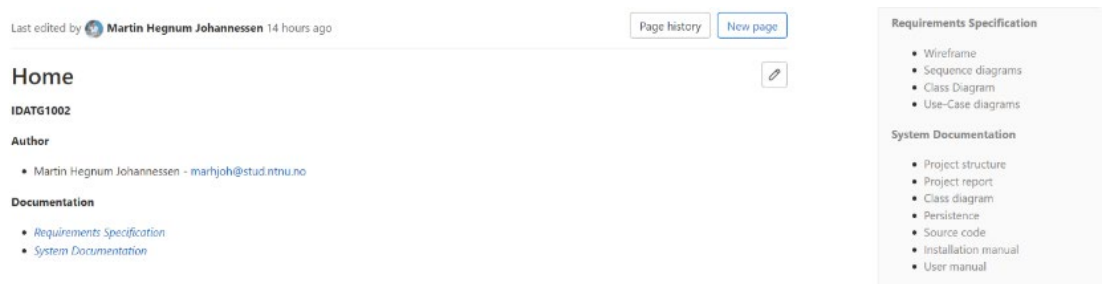 Last edited by Martin Hegnum Johannessen 14 hours ago
Page history
New page
Home
IDATG1002
Author
Martin Hegnum Johannessen - marhjoh@stud.ntnu.no
Documentation
Requirements Specification
System Documentation
Requirements Specification
Wireframe
Sequence diagrams
Class Diagram
Use-Case diagrams
System Documentation
Project structure
Project report
Class diagram
Persistence
Source code
Installation manual
User manual